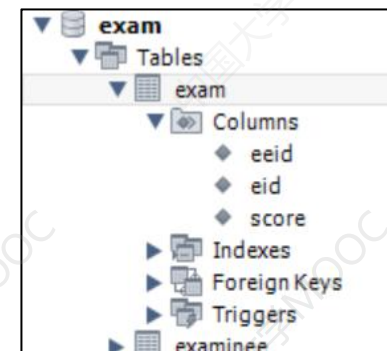 exam
Tables
exam
Columns
eeid
eid
score
Indexes
Foreign Keys
Triggers
examinee